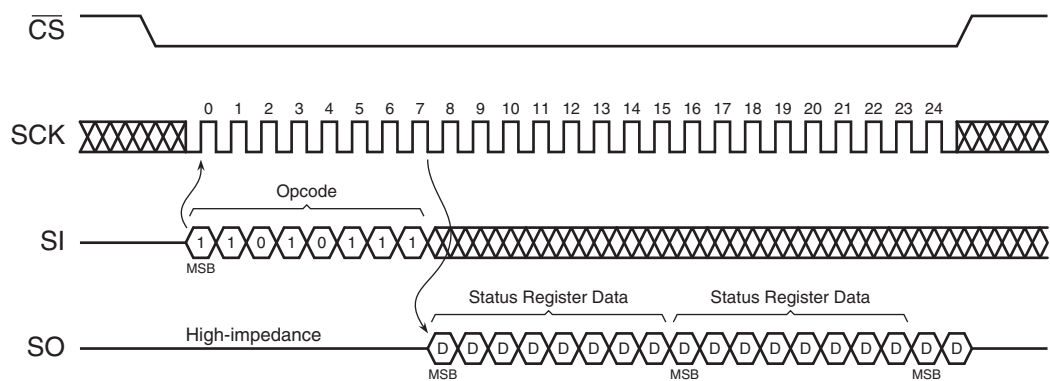 C̅S̅
0 1 2 3 4 5 6 7 8 9 10 11 12 13 14 15 16 17 18 19 20 21 22 23 24
SCK
Opcode
SI 1 1 0 1 0 1 1 1
MSB
Status Register Data Status Register Data
High-impedance
SO D D D D D D D D D D D D D D D D D D
MSB MSB MSB